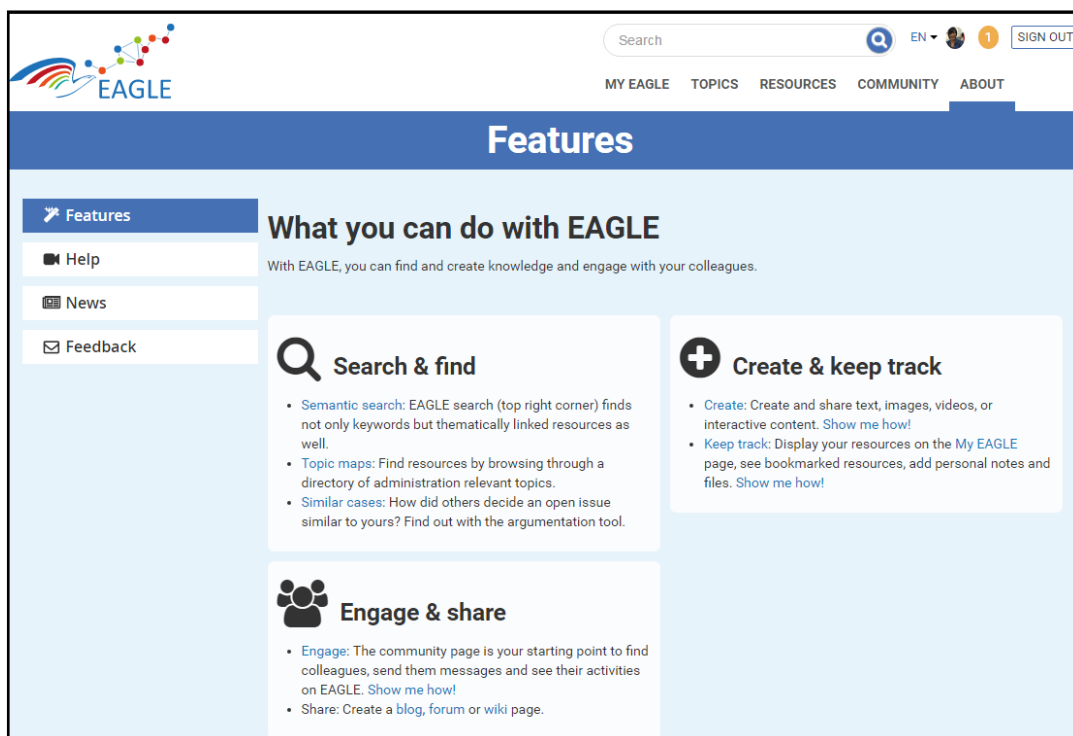 EAGLE
Search
EN
1
SIGN OUT
MY EAGLE TOPICS RESOURCES COMMUNITY ABOUT
Features
Features
Help
News
Feedback
What you can do with EAGLE
With EAGLE, you can find and create knowledge and engage with your colleagues.
Search & find
• Semantic search: EAGLE search (top right corner) finds
not only keywords but thematically linked resources as
well.
• Topic maps: Find resources by browsing through a
directory of administration relevant topics.
• Similar cases: How did others decide an open issue
similar to yours? Find out with the argumentation tool.
Create & keep track
• Create: Create and share text, images, videos, or
interactive content. Show me how!
• Keep track: Display your resources on the My EAGLE
page, see bookmarked resources, add personal notes and
files. Show me how!
Engage & share
• Engage: The community page is your starting point to find
colleagues, send them messages and see their activities
on EAGLE. Show me how!
• Share: Create a blog, forum or wiki page.